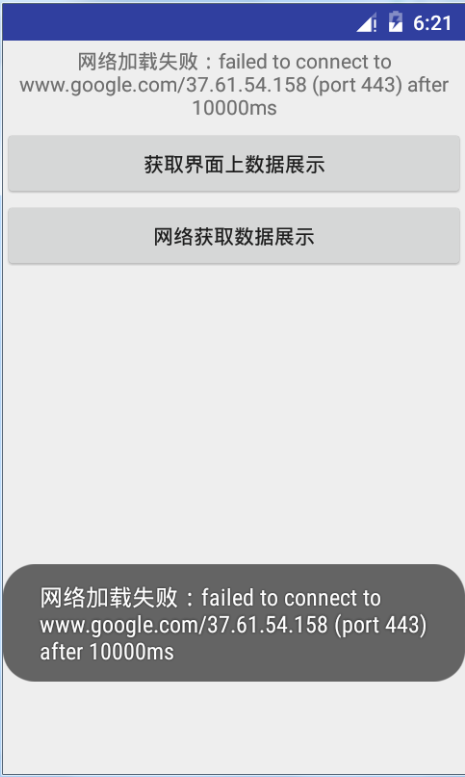 6:21
网络加载失败：failed to connect to
www.google.com/37.61.54.158 (port 443) after
10000ms
获取界面上数据展示
网络获取数据展示
网络加载失败：failed to connect to
www.google.com/37.61.54.158 (port 443)
after 10000ms